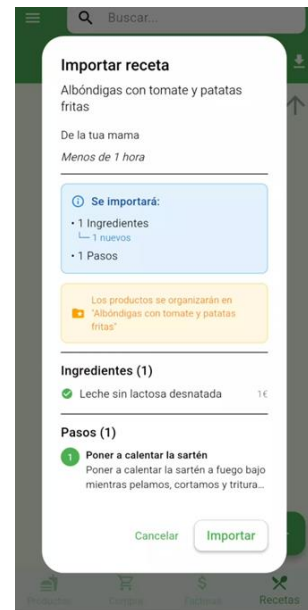 Buscar...
Importar receta
Albóndigas con tomate y patatas
fritas
De la tua mama
Menos de 1 hora
Se importará:
• 1 Ingredientes
└─ 1 nuevos
• 1 Pasos
Los productos se organizarán en
"Albóndigas con tomate y patatas
fritas"
Ingredientes (1)
Leche sin lactosa desnatada 1€
Pasos (1)
1 Poner a calentar la sartén
Poner a calentar la sartén a fuego bajo
mientras pelamos, cortamos y tritura...
Cancelar Importar
Productos Compra Facturas Recetas